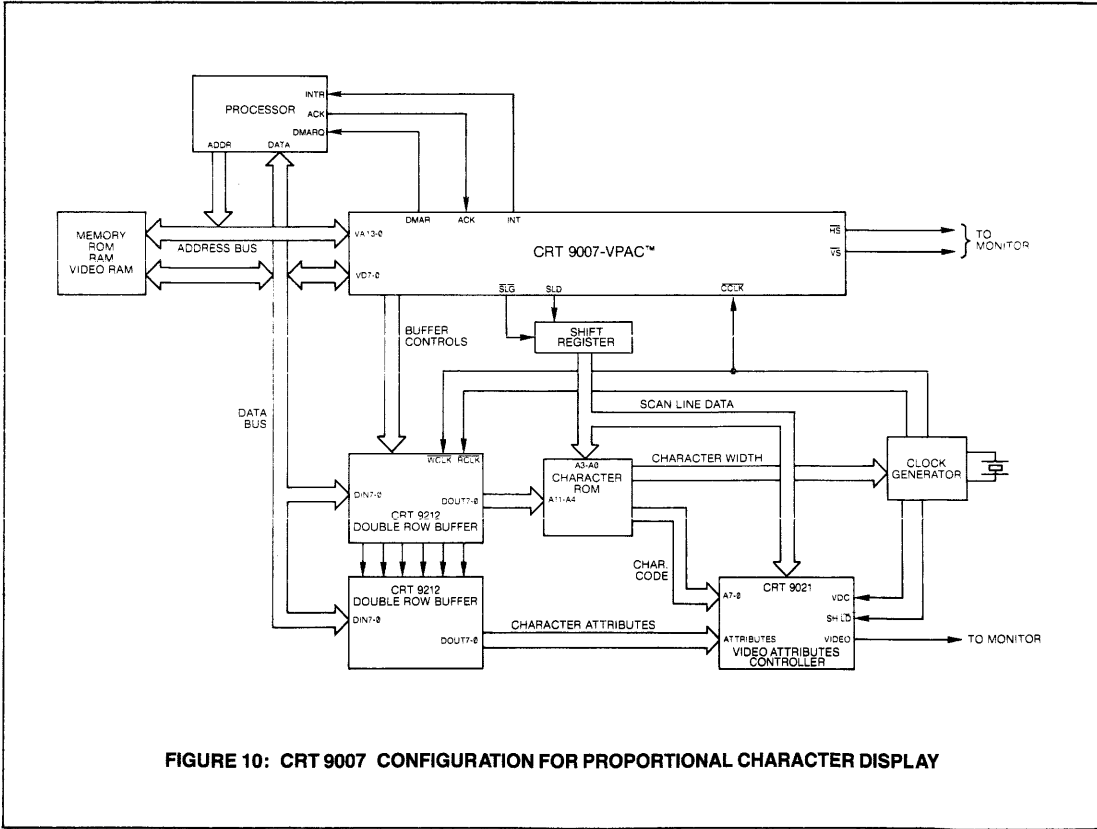 INTR
PROCESSOR
ACK
DMARQ
ADDR DATA
DMAR ACK INT
MEMORY
ROM
RAM
VIDEO RAM
ADDRESS BUS
VA13-0
CRT 9007-VPAC™
HS
VS
TO
MONITOR
VD7-0
SLG SLD CCLK
BUFFER
CONTROLS
SHIFT
REGISTER
DATA
BUS
SCAN LINE DATA
WCLK RCLK
DIN7-0
DOUT7-0
CRT 9212
DOUBLE ROW BUFFER
A3-A0
CHARACTER
ROM
A11-A4
CHARACTER WIDTH
CLOCK
GENERATOR
CHAR.
CODE
CRT 9212
DOUBLE ROW BUFFER
DIN7-0
DOUT7-0
CHARACTER ATTRIBUTES
CRT 9021
A7-0
VDC
SH LD
ATTRIBUTES
VIDEO
VIDEO ATTRIBUTES
CONTROLLER
TO MONITOR
FIGURE 10: CRT 9007 CONFIGURATION FOR PROPORTIONAL CHARACTER DISPLAY